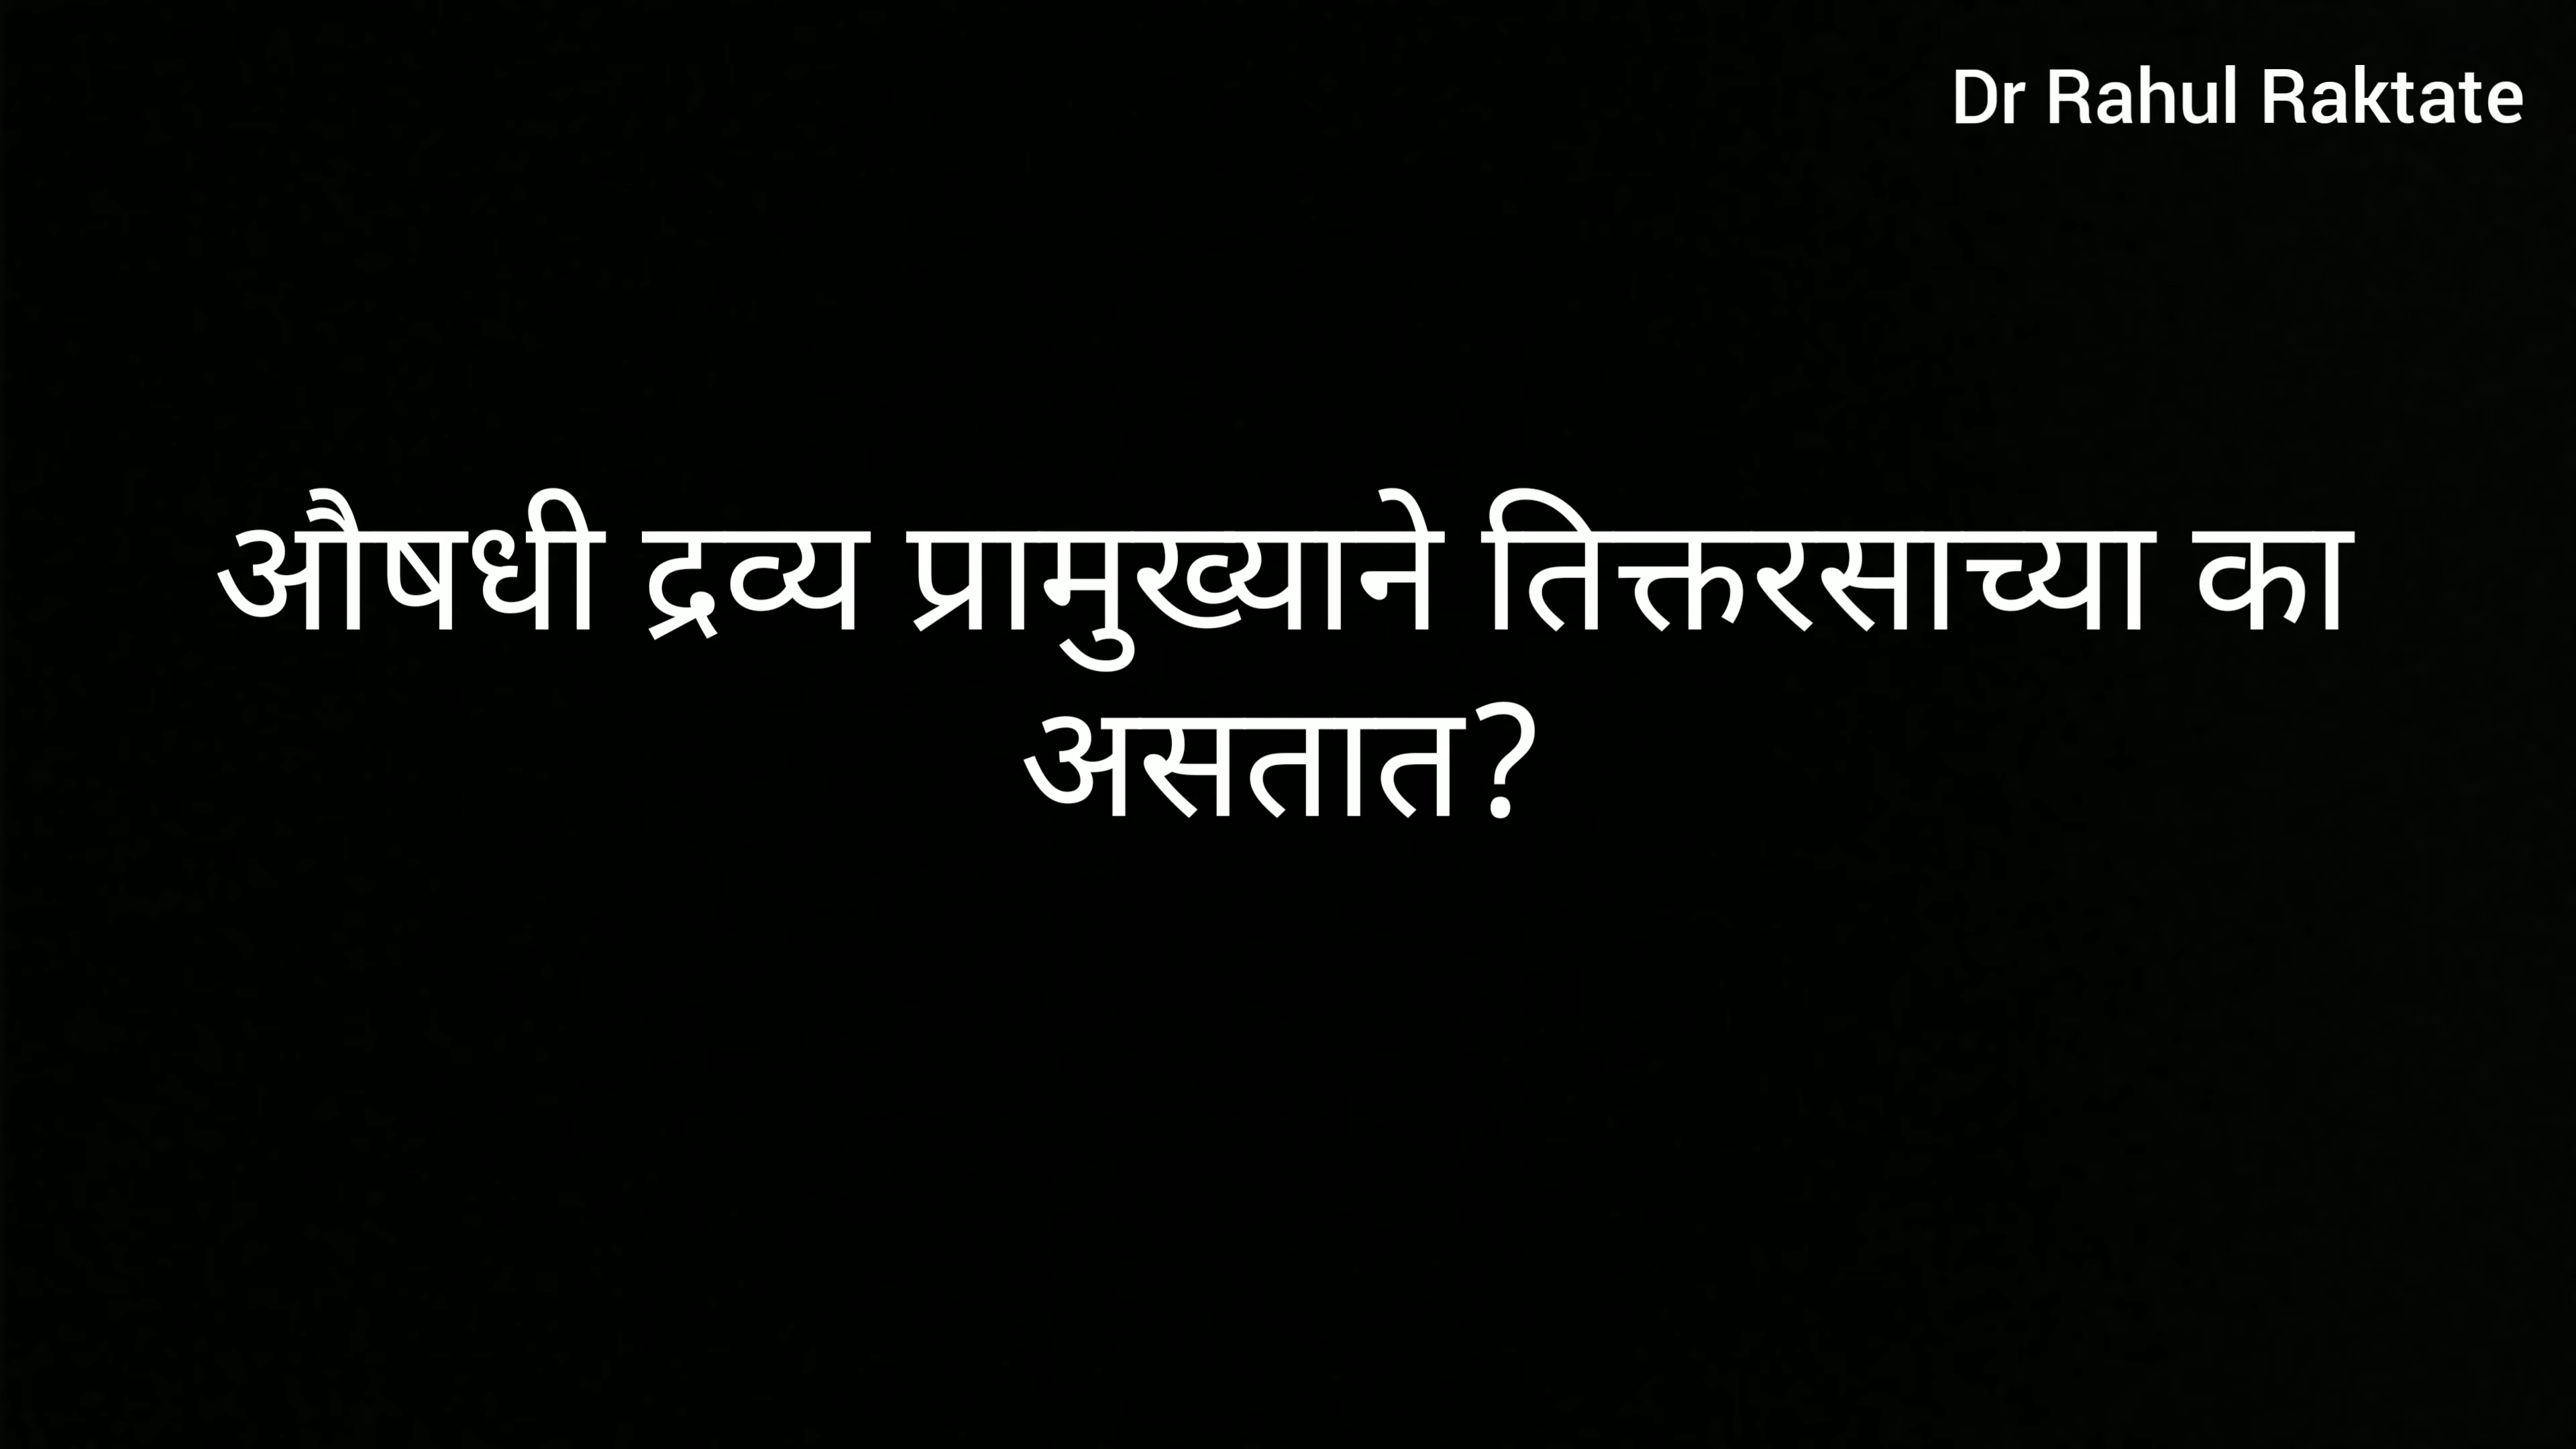 Dr Rahul Raktate
औषधी द्रव्य प्रामुख्याने तिक्तरसाच्या का
असतात?